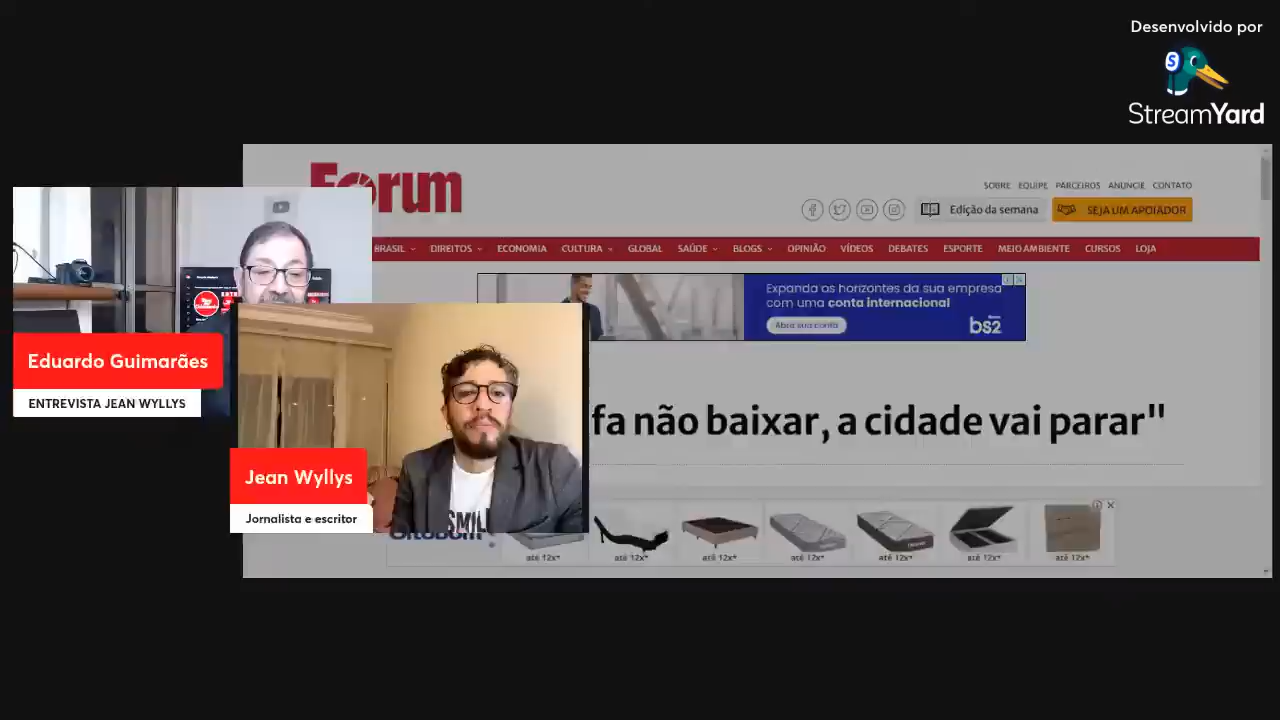 Desenvolvido por
StreamYard
Forum
SOBRE EQUIPE PARCEIROS ANUNCIE CONTATO
Edição da semana
SEJA UM APOIADOR
BRASIL DIREITOS ECONOMIA CULTURA GLOBAL SAÚDE BLOGS OPINIÃO VÍDEOS DEBATES ESPORTE MEIO AMBIENTE CURSOS LOJA
Expanda os horizontes da sua empresa
com uma conta internacional
Abra sua conta
bs2
Eduardo Guimarães
ENTREVISTA JEAN WYLLYS
fa não baixar, a cidade vai parar"
Jean Wyllys
Jornalista e escritor
SMIL
até 12x* até 12x* até 12x* até 12x* até 12x* até 12x* até 12x*